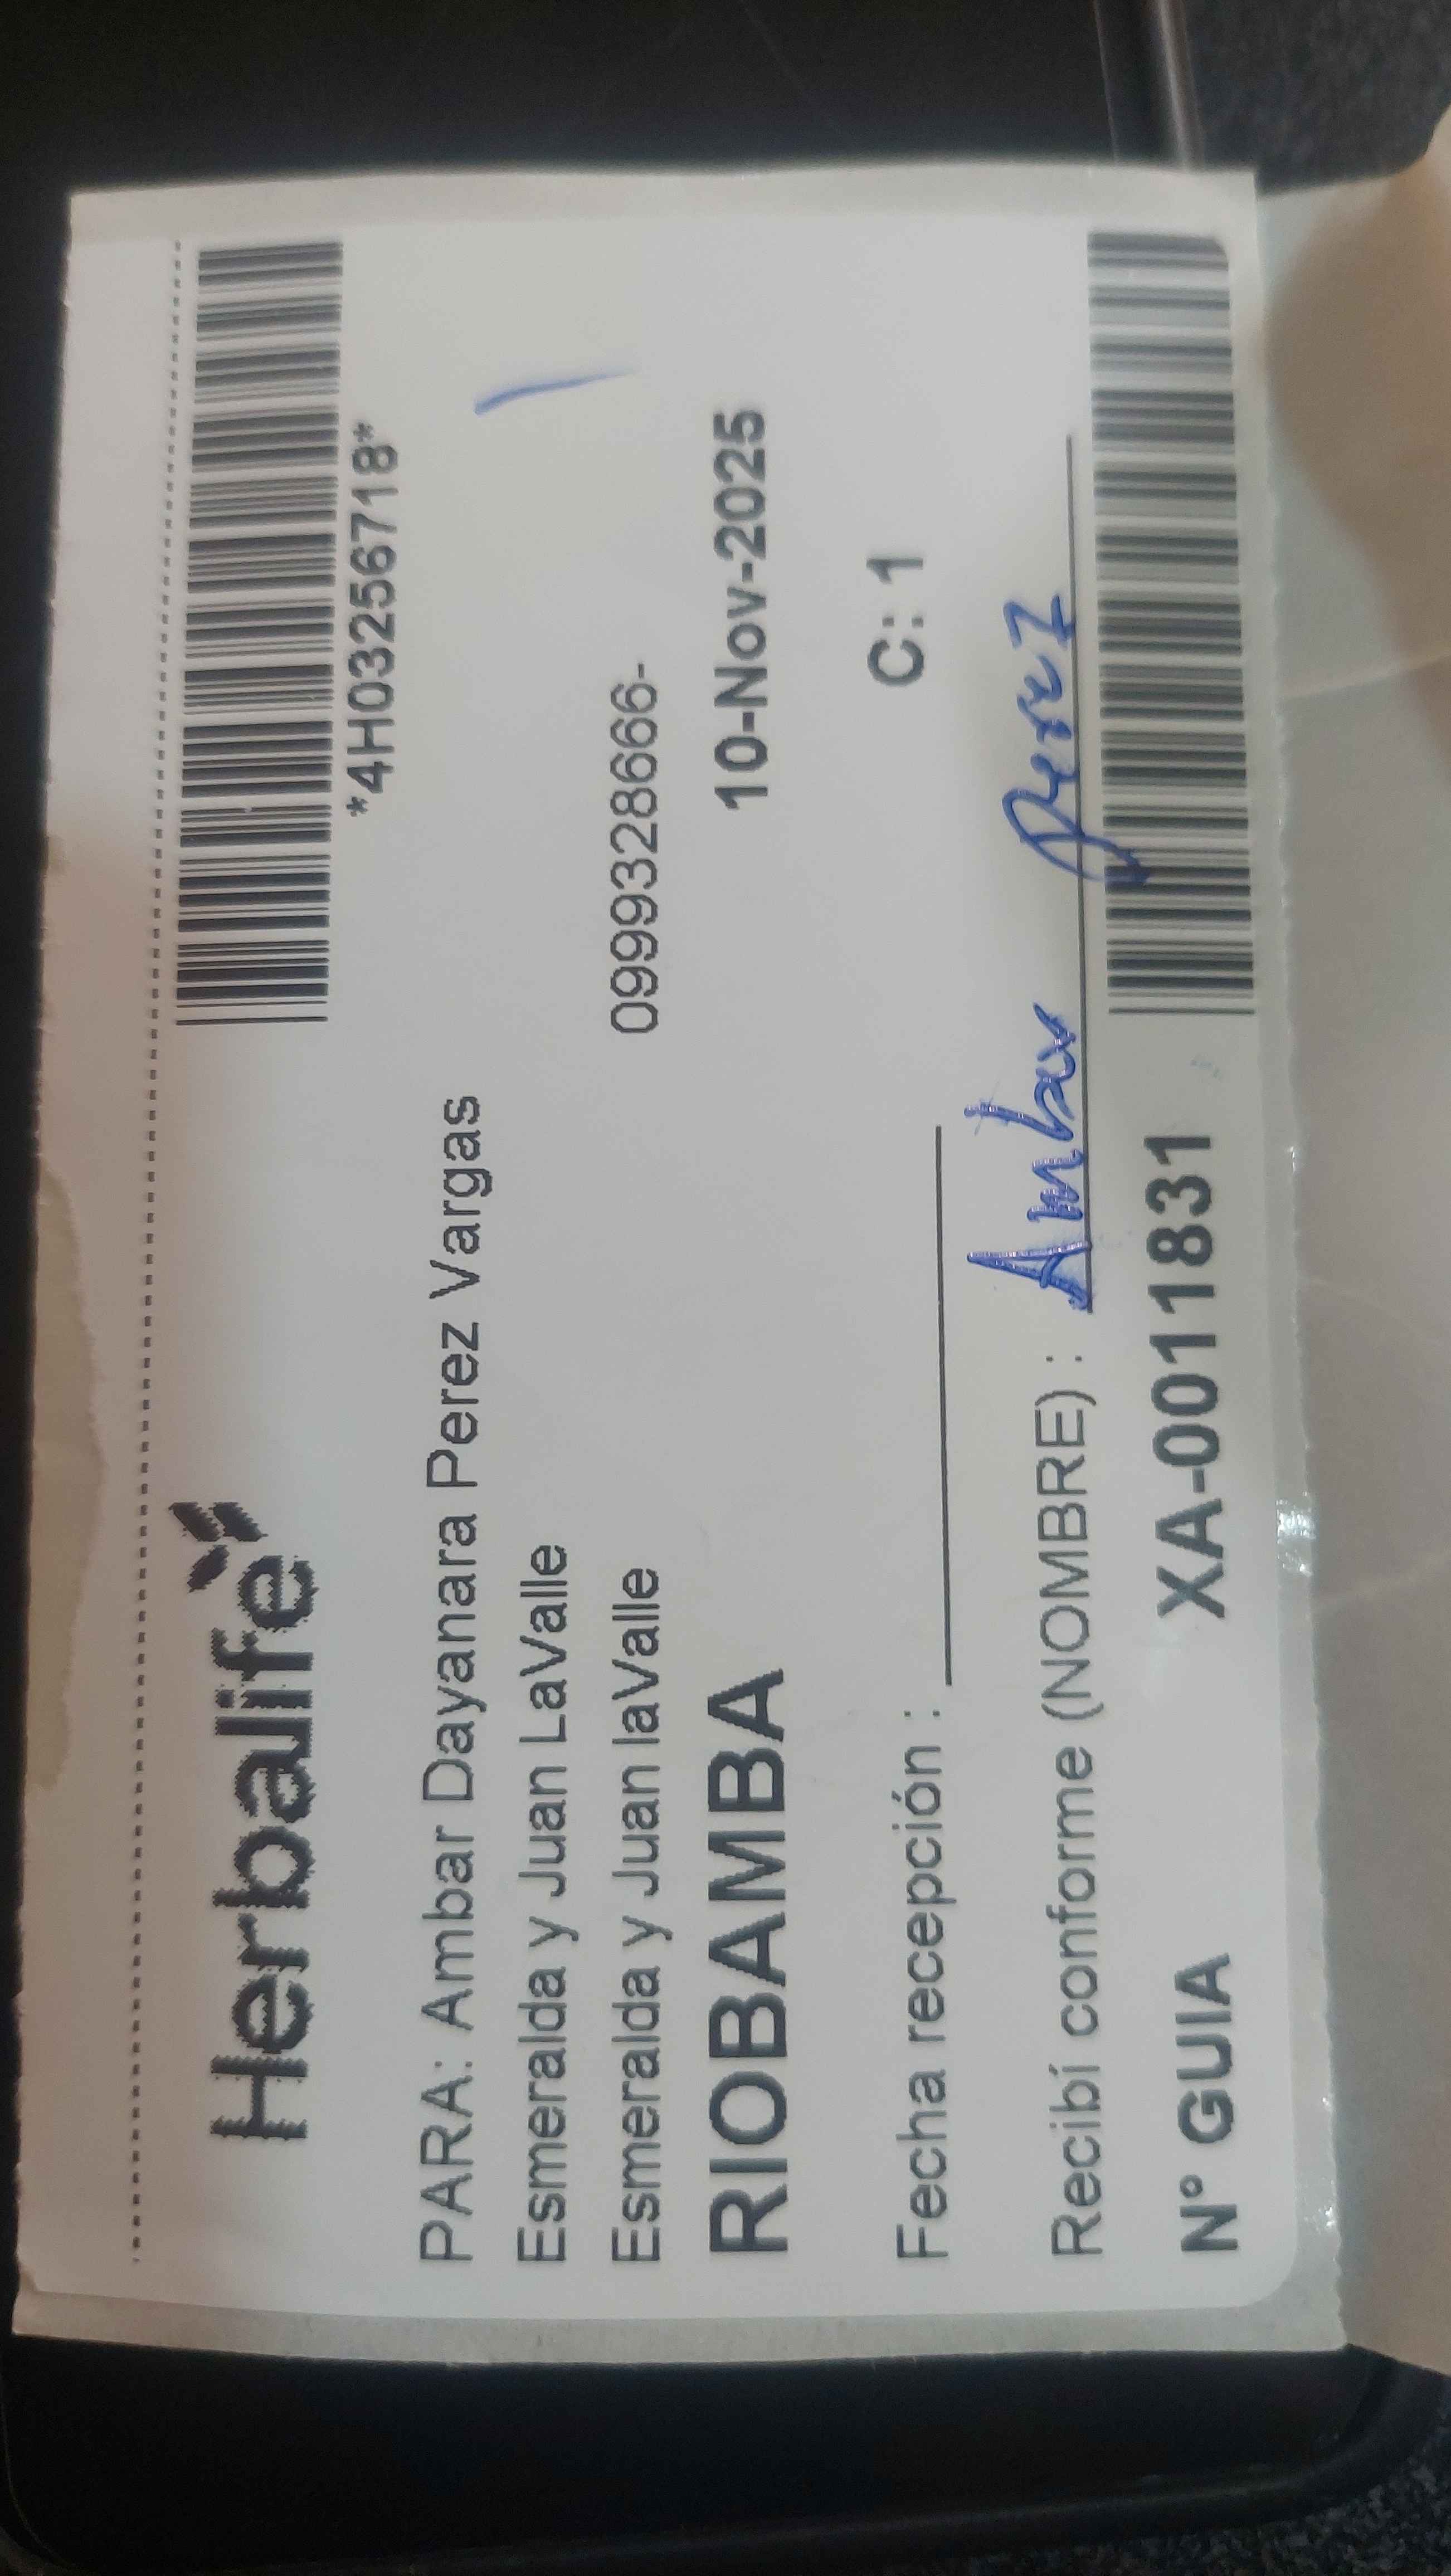 Herbalife
*4H03256718*
PARA: Ambar Dayanara Perez Vargas
Esmeralda y Juan LaValle
Esmeralda y Juan laValle 0999328666-
RIOBAMBA 10-Nov-2025
C: 1
Fecha recepción :
Recibí conforme (NOMBRE) : Ambar Perez
N° GUIA XA-0011831